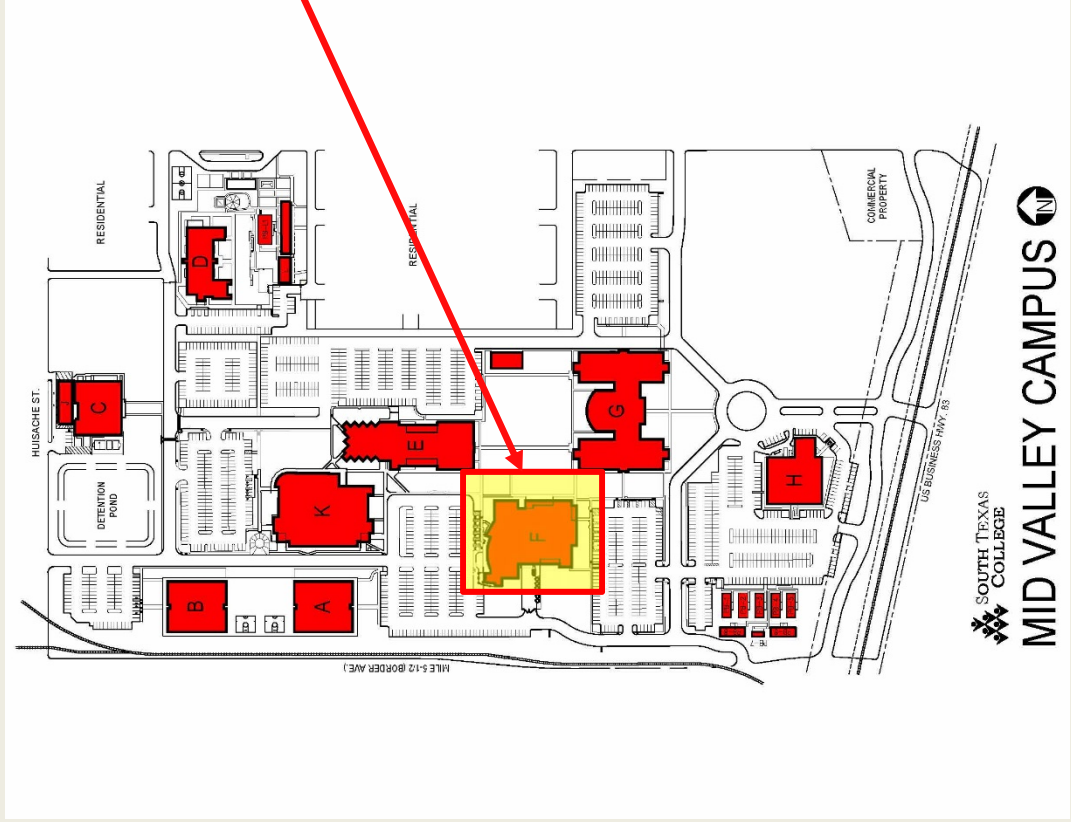 HUISACHE ST.
RESIDENTIAL
D
RESIDENTIAL
COMMERCIAL
PROPERTY
J
C
DETENTION
POND
K
E
G
F
H
B
A
MILE 5-1/2 (BORDER AVE.)
US BUSINESS HWY. 83
N
SOUTH TEXAS
COLLEGE
MID VALLEY CAMPUS